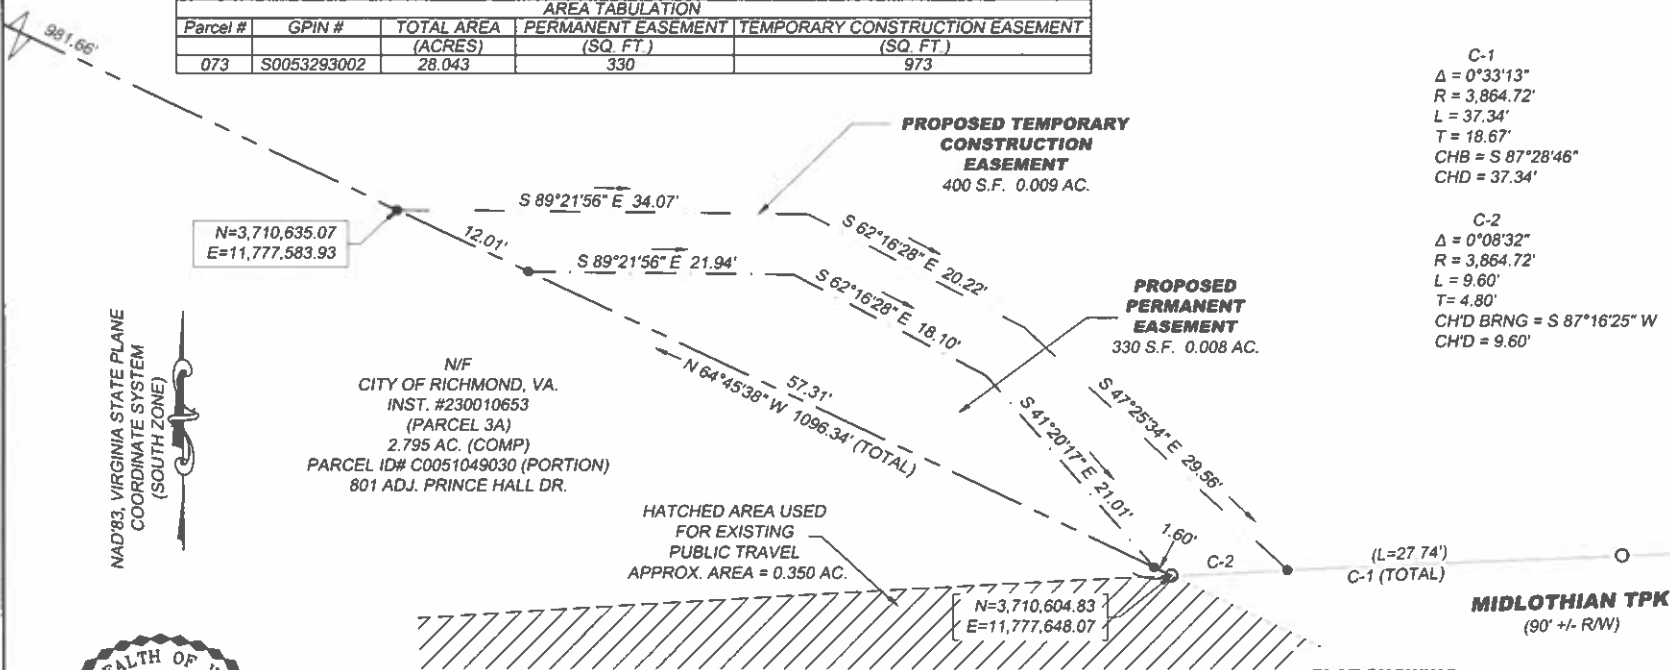 AREA TABULATION
Parcel # GPIN # TOTAL AREA PERMANENT EASEMENT TEMPORARY CONSTRUCTION EASEMENT
(ACRES) (SQ. FT.) (SQ. FT.)
073 S0053293002 28.043 330 973
981.66'
C-1
Δ = 0°33'13"
R = 3,864.72'
L = 37.34'
T = 18.67'
CHB = S 87°28'46"
CHD = 37.34'
C-2
Δ = 0°08'32"
R = 3,864.72'
L = 9.60'
T= 4.80'
CH'D BRNG = S 87°16'25" W
CH'D = 9.60'
PROPOSED TEMPORARY
CONSTRUCTION
EASEMENT
400 S.F. 0.009 AC.
S 89°21'56" E 34.07'
N=3,710,635.07
E=11,777,583.93
12.01'
S 89°21'56" E 21.94'
S 62°16'28" E 20.22'
S 62°16'28" E 18.10'
PROPOSED
PERMANENT
EASEMENT
330 S.F. 0.008 AC.
NAD'83, VIRGINIA STATE PLANE
COORDINATE SYSTEM
(SOUTH ZONE)
N/F
CITY OF RICHMOND, VA.
INST. #230010653
(PARCEL 3A)
2.795 AC. (COMP)
PARCEL ID# C0051049030 (PORTION)
801 ADJ. PRINCE HALL DR.
57.31'
N 64°45'38" W 1096.34' (TOTAL)
S 41°20'17" E 21.01'
S 47°25'34" E 29.56'
HATCHED AREA USED
FOR EXISTING
PUBLIC TRAVEL
APPROX. AREA = 0.350 AC.
1.60'
C-2
(L=27.74')
C-1 (TOTAL)
N=3,710,604.83
E=11,777,648.07
MIDLOTHIAN TPK
(90' +/- R/W)
ALTH OF